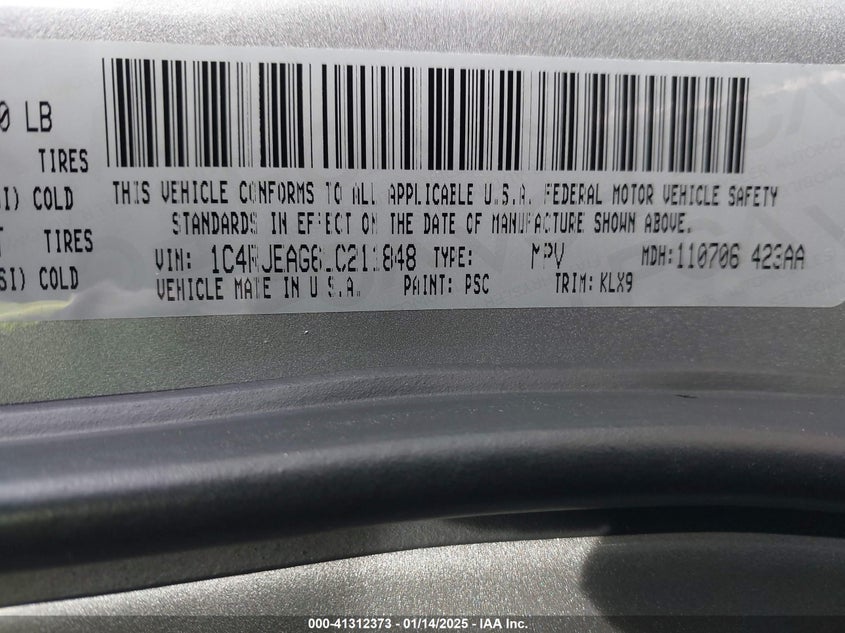 0 LB
TIRES
SI) COLD
TIRES
SI) COLD
THIS VEHICLE CONFORMS TO ALL APPLICABLE U.S.A. FEDERAL MOTOR VEHICLE SAFETY
STANDARDS IN EFFECT ON THE DATE OF MANUFACTURE SHOWN ABOVE.
VIN: 1C4RJEAG6LC211848 TYPE: MPV MDH:110706 423AA
VEHICLE MADE IN U.S.A. PAINT: PSC TRIM: KLX9
000-41312373 - 01/14/2025 - IAA Inc.